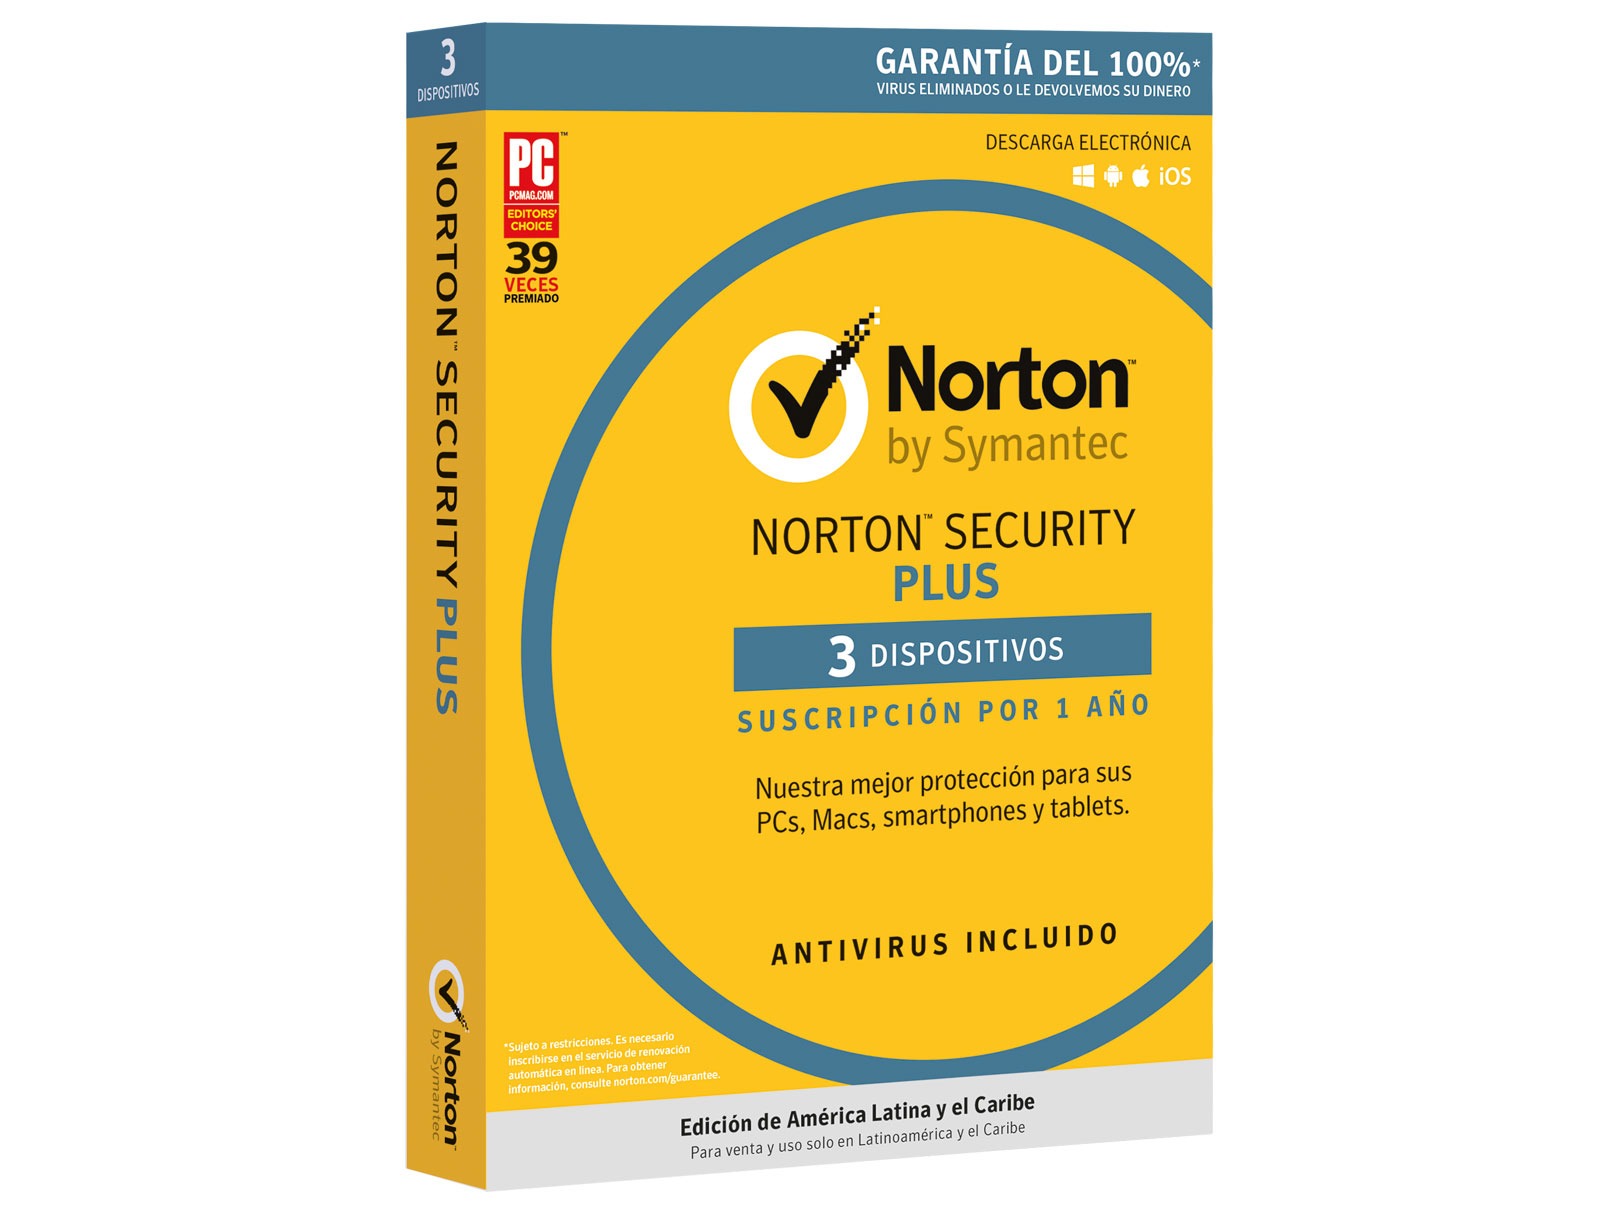 3
DISPOSITIVOS
NORTON™ SECURITY PLUS
Norton
by Symantec
GARANTÍA DEL 100%*
VIRUS ELIMINADOS O LE DEVOLVEMOS SU DINERO
DESCARGA ELECTRÓNICA
iOS
PC™
PCMAG.COM
EDITORS'
CHOICE
39
VECES
PREMIADO
Norton™
by Symantec
NORTON™ SECURITY
PLUS
3 DISPOSITIVOS
SUSCRIPCIÓN POR 1 AÑO
Nuestra mejor protección para sus
PCs, Macs, smartphones y tablets.
ANTIVIRUS INCLUIDO
*Sujeto a restricciones. Es necesario
inscribirse en el servicio de renovación
automática en línea. Para obtener
información, consulte norton.com/guarantee.
Edición de América Latina y el Caribe
Para venta y uso solo en Latinoamérica y el Caribe